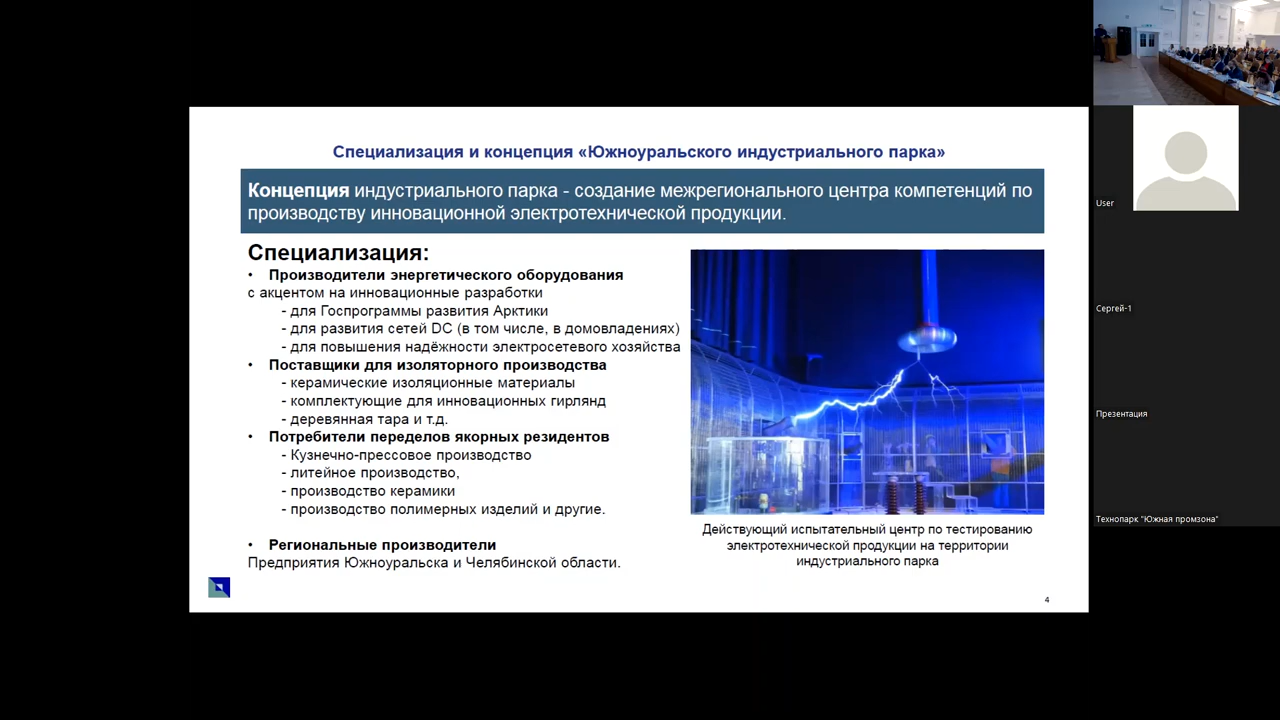 Специализация и концепция «Южноуральского индустриального парка»
Концепция индустриального парка - создание межрегионального центра компетенций по
производству инновационной электротехнической продукции.
Специализация:
• Производители энергетического оборудования
с акцентом на инновационные разработки
- для Госпрограммы развития Арктики
- для развития сетей DC (в том числе, в домовладениях)
- для повышения надёжности электросетевого хозяйства
• Поставщики для изоляторного производства
- керамические изоляционные материалы
- комплектующие для инновационных гирлянд
- деревянная тара и т.д.
• Потребители переделов якорных резидентов
- Кузнечно-прессовое производство
- литейное производство,
- производство керамики
- производство полимерных изделий и другие.
• Региональные производители
Предприятия Южноуральска и Челябинской области.
Действующий испытательный центр по тестированию
электротехнической продукции на территории
индустриального парка
4
User
Сергей-1
Презентация
Технопарк "Южная промзона"